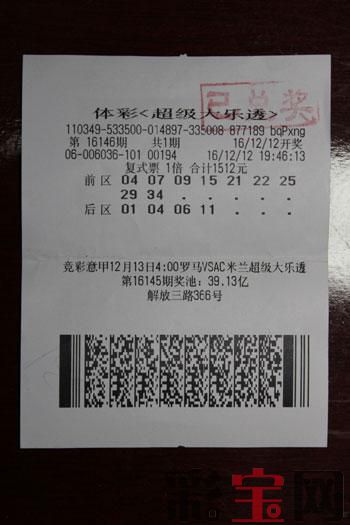 已兑奖
体彩<超级大乐透>
110349-533500-014897-335008 877189 bqPxng
第 16146期 共1期 16/12/12开奖
06-006036-101 00194 16/12/12 19:46:13
复式票 1倍 合计1512元
前区 04 07 09 15 21 22 25
29 34
后区 01 04 06 11
竞彩意甲12月13日4:00罗马VSAC米兰超级大乐透
第16145期奖池：39.13亿
解放三路366号
彩宝网